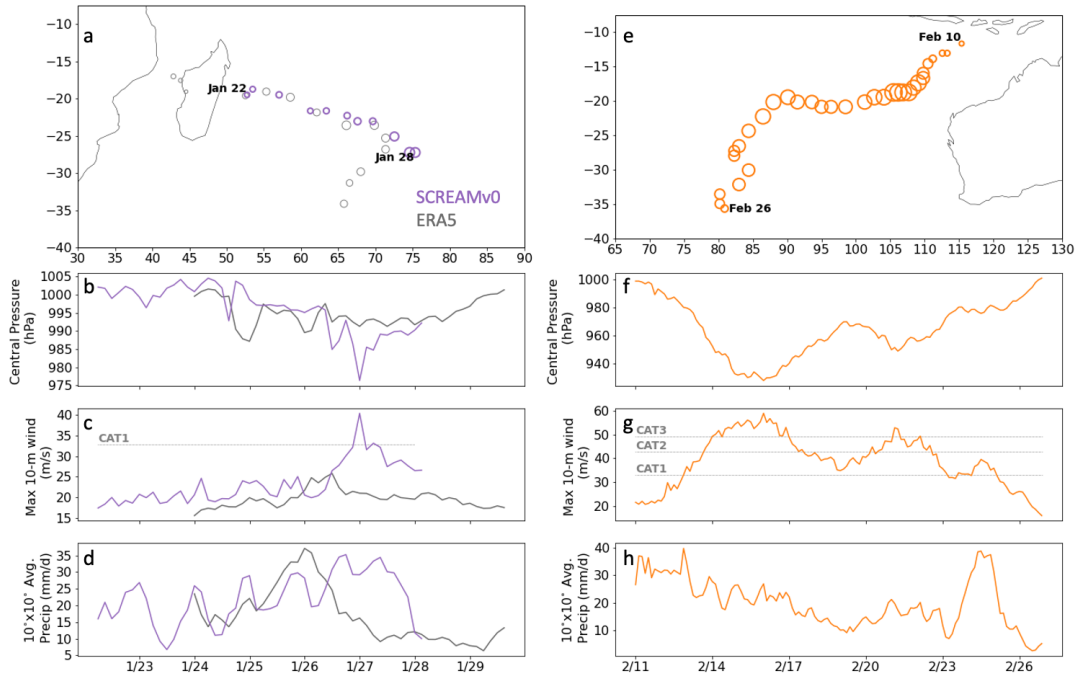 a
−10
−15
−20
−25
−30
−35
−40
30 35 40 45 50 55 60 65 70 75 80 85 90
Jan 22
Jan 28
SCREAMv0
ERA5
b
Central Pressure
(hPa)
1005
1000
995
990
985
980
975
c
Max 10-m wind
(m/s)
40
35
30
25
20
15
CAT1
d
10˚x10˚ Avg.
Precip (mm/d)
35
30
25
20
15
10
5
1/23 1/24 1/25 1/26 1/27 1/28 1/29
e
−10
−15
−20
−25
−30
−35
−40
65 70 75 80 85 90 95 100 105 110 115 120 125 130
Feb 10
Feb 26
f
Central Pressure
(hPa)
1000
980
960
940
g
Max 10-m wind
(m/s)
60
50
40
30
20
CAT3
CAT2
CAT1
h
10˚x10˚ Avg.
Precip (mm/d)
40
30
20
10
2/11 2/14 2/17 2/20 2/23 2/26